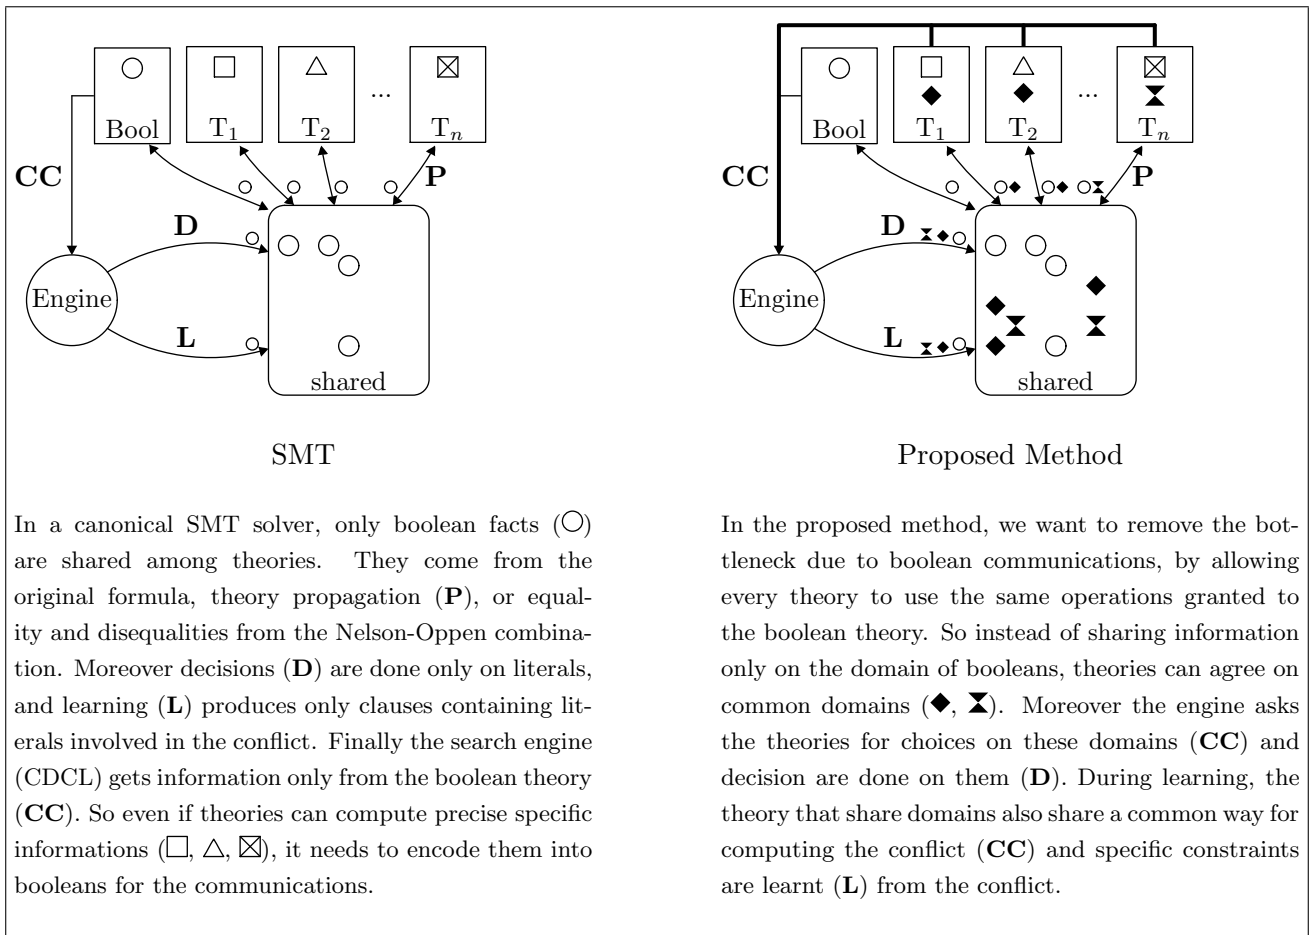 Bool T₁ T₂ ... Tₙ
CC P
D
Engine
L
shared
SMT
In a canonical SMT solver, only boolean facts (○)
are shared among theories. They come from the
original formula, theory propagation (P), or equal-
ity and disequalities from the Nelson-Oppen combina-
tion. Moreover decisions (D) are done only on literals,
and learning (L) produces only clauses containing lit-
erals involved in the conflict. Finally the search engine
(CDCL) gets information only from the boolean theory
(CC). So even if theories can compute precise specific
informations (□, △, ⊠), it needs to encode them into
booleans for the communications.
Bool T₁ T₂ ... Tₙ
CC P
D
Engine
L
shared
Proposed Method
In the proposed method, we want to remove the bot-
tleneck due to boolean communications, by allowing
every theory to use the same operations granted to
the boolean theory. So instead of sharing information
only on the domain of booleans, theories can agree on
common domains (◆, ⧗). Moreover the engine asks
the theories for choices on these domains (CC) and
decision are done on them (D). During learning, the
theory that share domains also share a common way for
computing the conflict (CC) and specific constraints
are learnt (L) from the conflict.